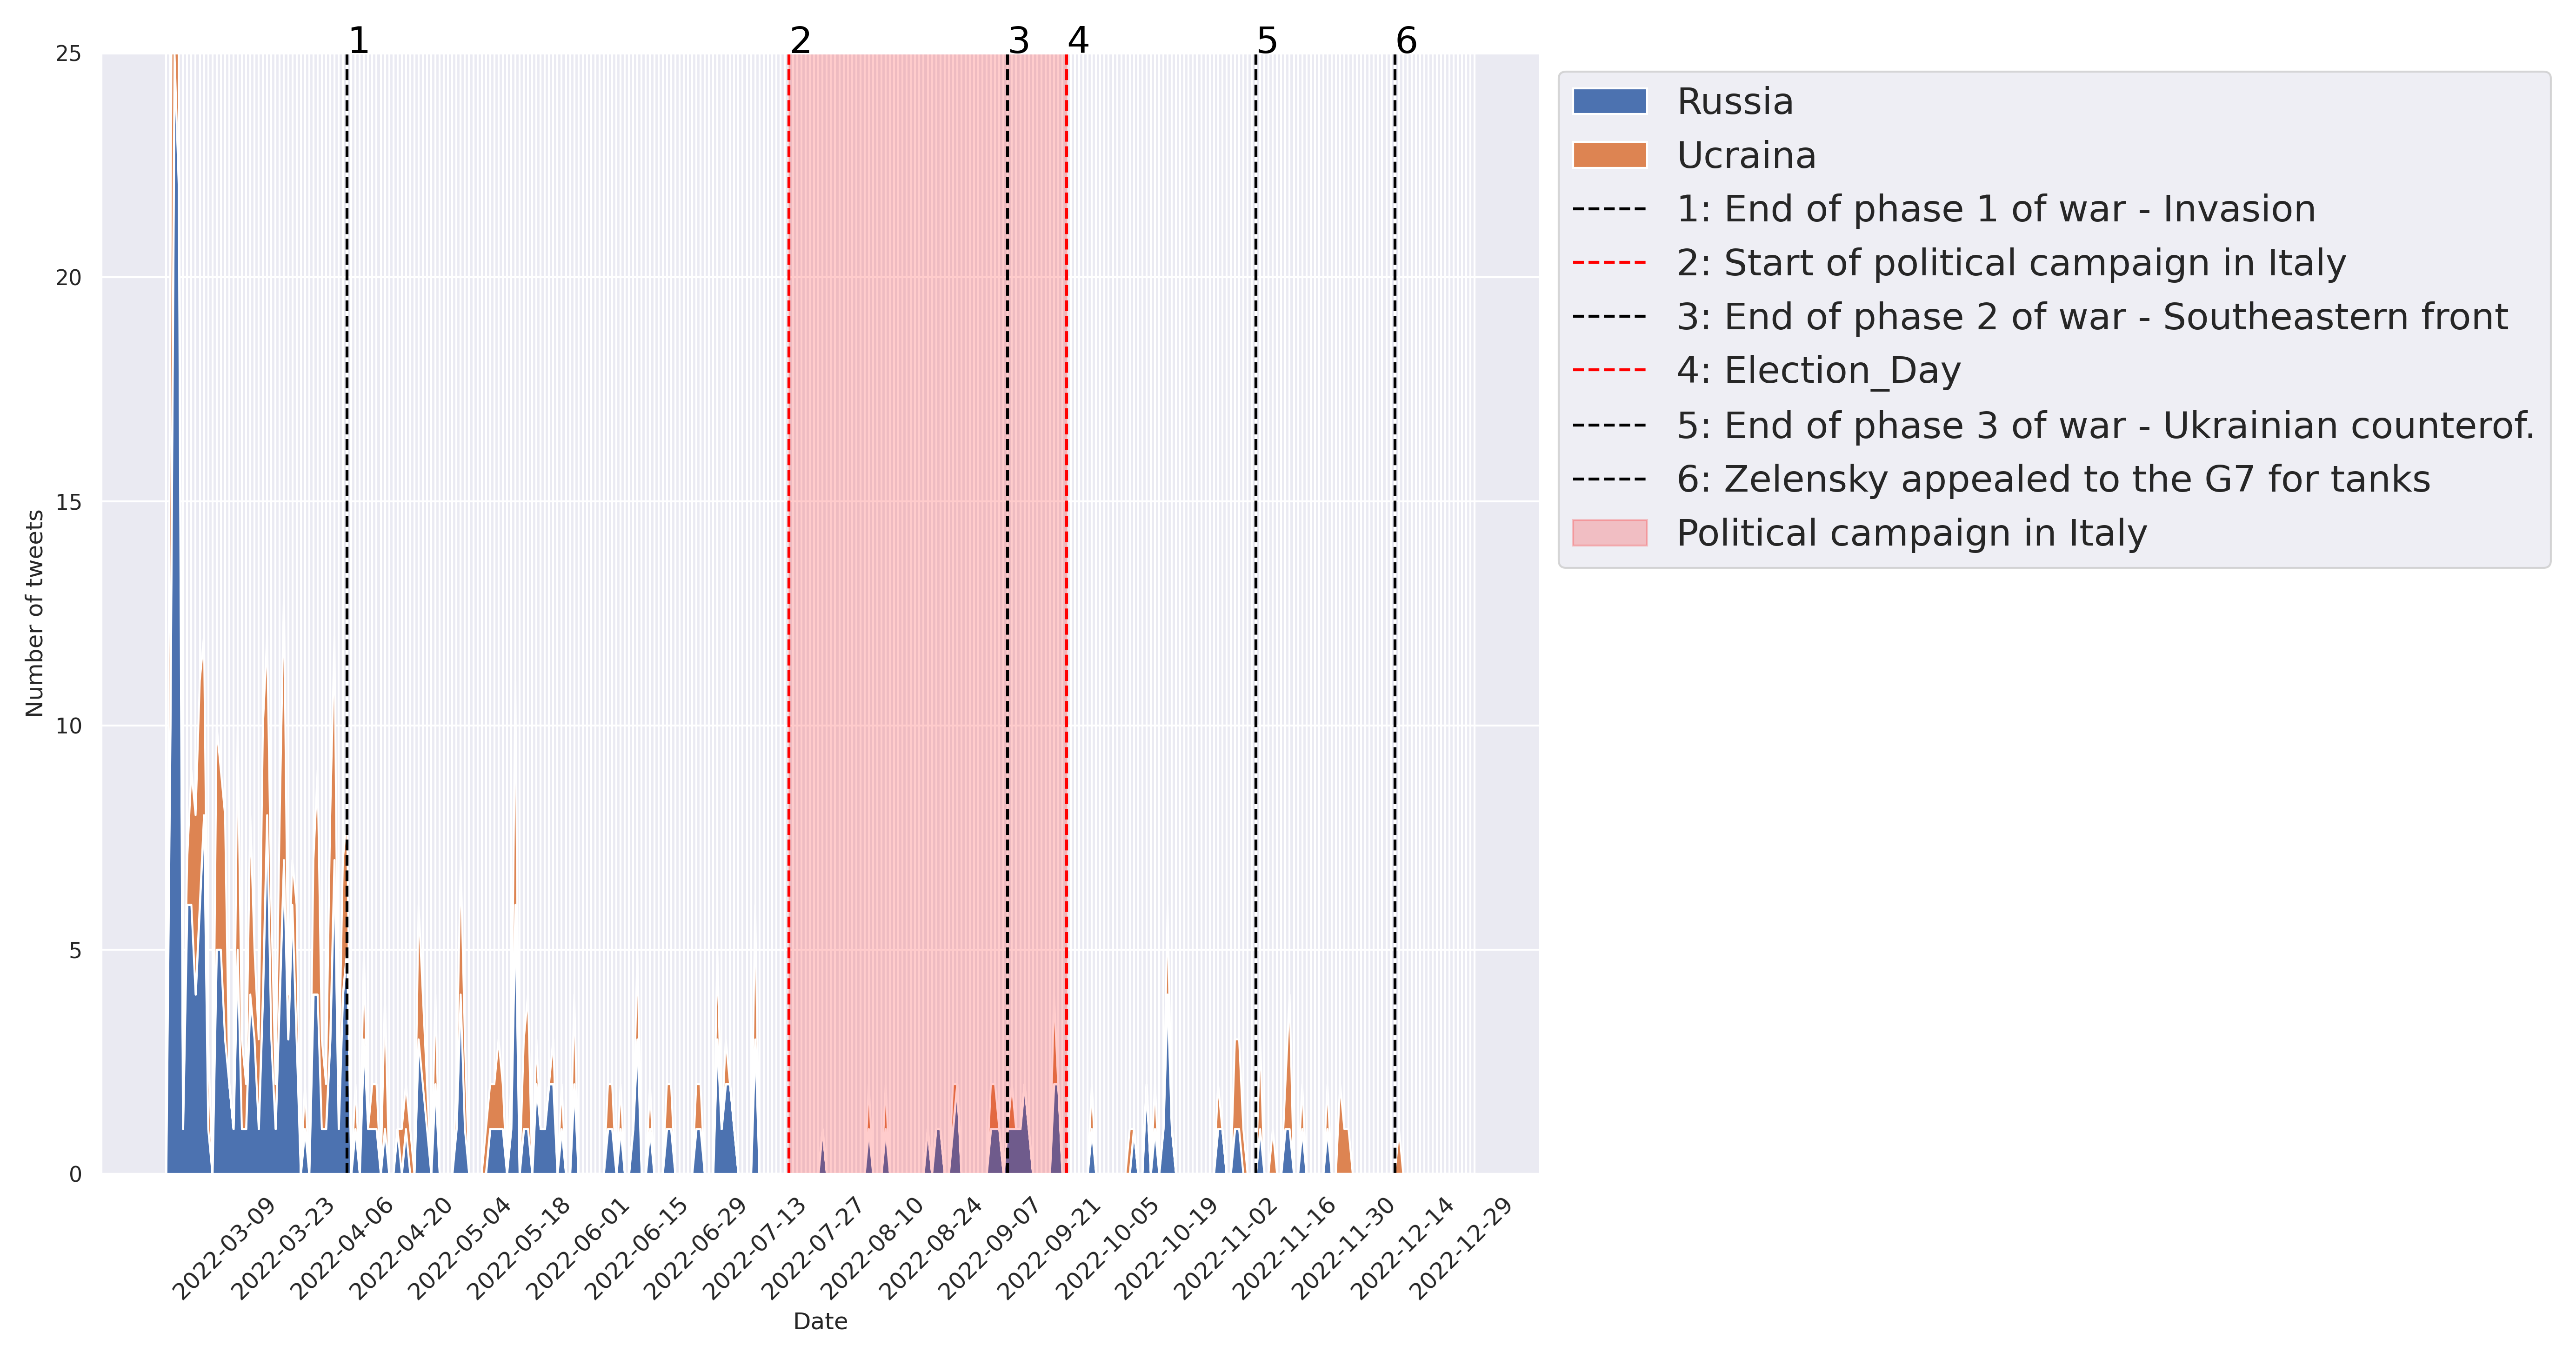 1 2 3 4 5 6
25
20
15
10
5
0
Number of tweets
2022-03-09
2022-03-23
2022-04-06
2022-04-20
2022-05-04
2022-05-18
2022-06-01
2022-06-15
2022-06-29
2022-07-13
2022-07-27
2022-08-10
2022-08-24
2022-09-07
2022-09-21
2022-10-05
2022-10-19
2022-11-02
2022-11-16
2022-11-30
2022-12-14
2022-12-29
Date
Russia
Ucraina
1: End of phase 1 of war - Invasion
2: Start of political campaign in Italy
3: End of phase 2 of war - Southeastern front
4: Election_Day
5: End of phase 3 of war - Ukrainian counterof.
6: Zelensky appealed to the G7 for tanks
Political campaign in Italy